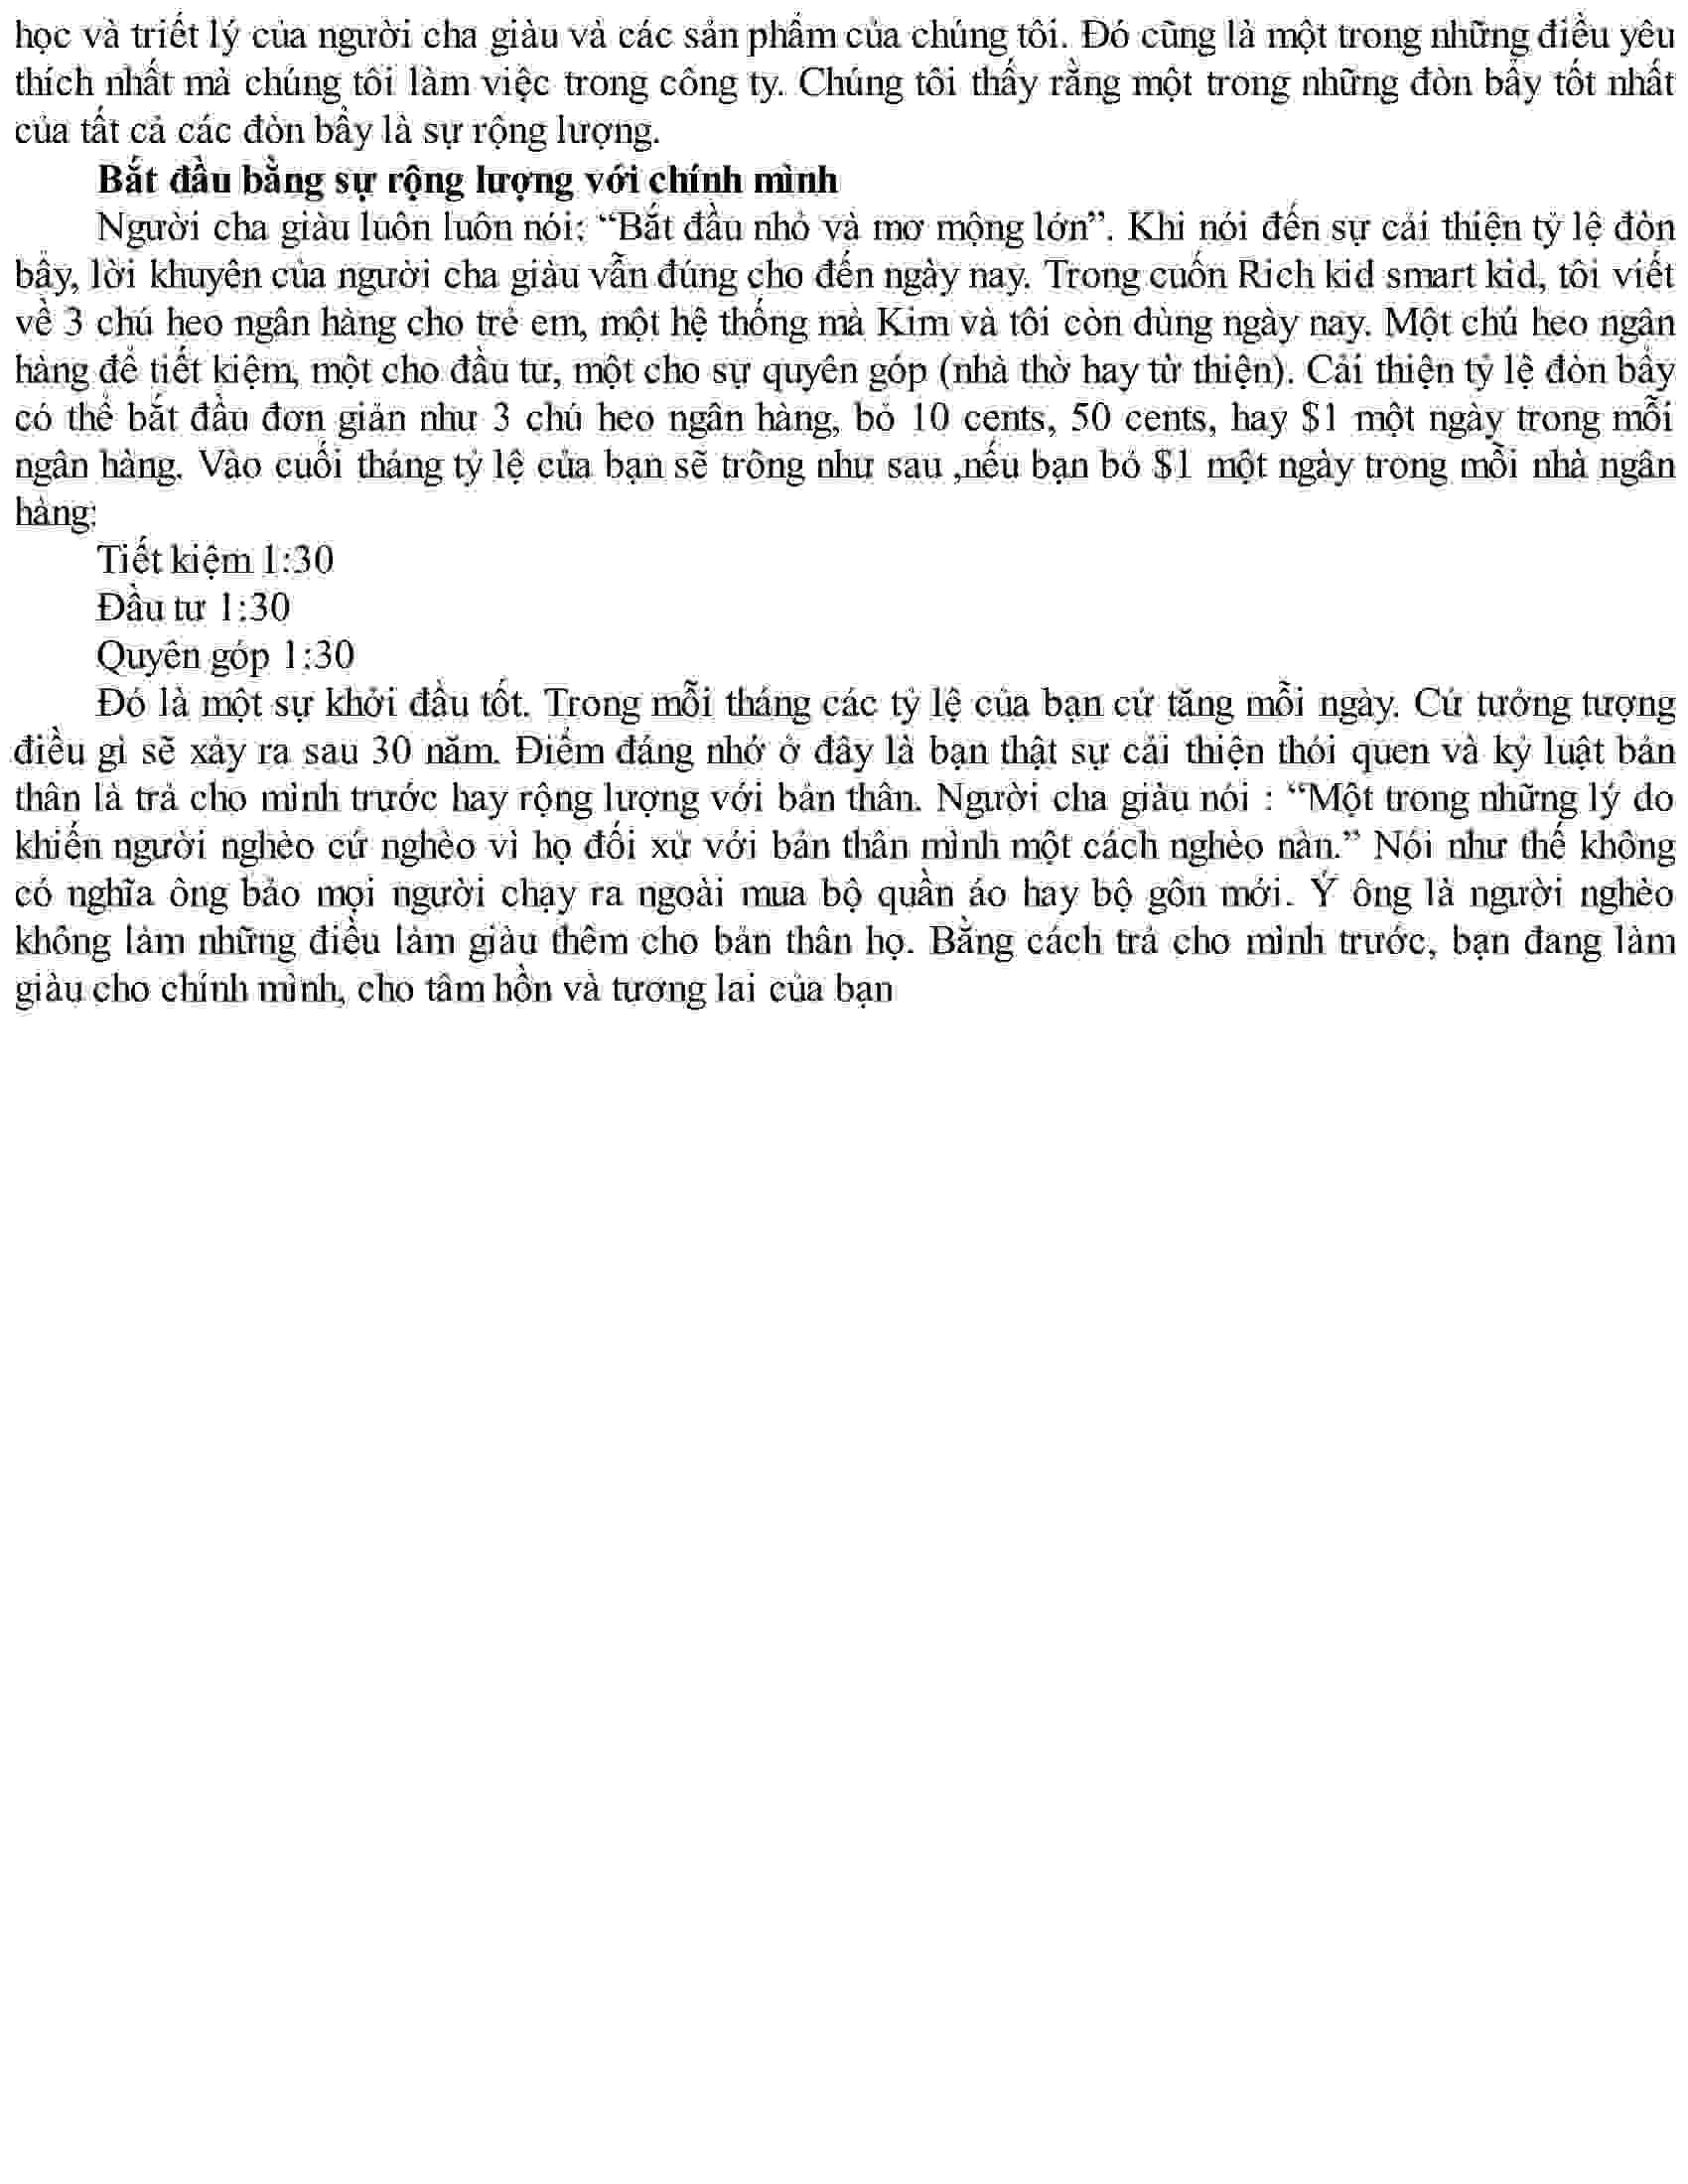 học và triết lý của người cha giàu và các sản phẩm của chúng tôi. Đó cũng là một trong những điều yêu
thích nhất mà chúng tôi làm việc trong công ty. Chúng tôi thấy rằng một trong những đòn bẩy tốt nhất
của tất cả các đòn bẩy là sự rộng lượng.
Bắt đầu bằng sự rộng lượng với chính mình
Người cha giàu luôn luôn nói: “Bắt đầu nhỏ và mơ mộng lớn”. Khi nói đến sự cải thiện tỷ lệ đòn
bẩy, lời khuyên của người cha giàu vẫn đúng cho đến ngày nay. Trong cuốn Rich kid smart kid, tôi viết
về 3 chú heo ngân hàng cho trẻ em, một hệ thống mà Kim và tôi còn dùng ngày nay. Một chú heo ngân
hàng để tiết kiệm, một cho đầu tư, một cho sự quyên góp (nhà thờ hay từ thiện). Cải thiện tỷ lệ đòn bẩy
có thể bắt đầu đơn giản như 3 chú heo ngân hàng, bỏ 10 cents, 50 cents, hay $1 một ngày trong mỗi
ngân hàng. Vào cuối tháng tỷ lệ của bạn sẽ trông như sau ,nếu bạn bỏ $1 một ngày trong mỗi nhà ngân
hàng:
Tiết kiệm 1:30
Đầu tư 1:30
Quyên góp 1:30
Đó là một sự khởi đầu tốt. Trong mỗi tháng các tỷ lệ của bạn cứ tăng mỗi ngày. Cứ tưởng tượng
điều gì sẽ xảy ra sau 30 năm. Điểm đáng nhớ ở đây là bạn thật sự cải thiện thói quen và kỷ luật bản
thân là trả cho mình trước hay rộng lượng với bản thân. Người cha giàu nói : “Một trong những lý do
khiến người nghèo cứ nghèo vì họ đối xử với bản thân mình một cách nghèo nàn.” Nói như thế không
có nghĩa ông bảo mọi người chạy ra ngoài mua bộ quần áo hay bộ gôn mới. Ý ông là người nghèo
không làm những điều làm giàu thêm cho bản thân họ. Bằng cách trả cho mình trước, bạn đang làm
giàu cho chính mình, cho tâm hồn và tương lai của bạn